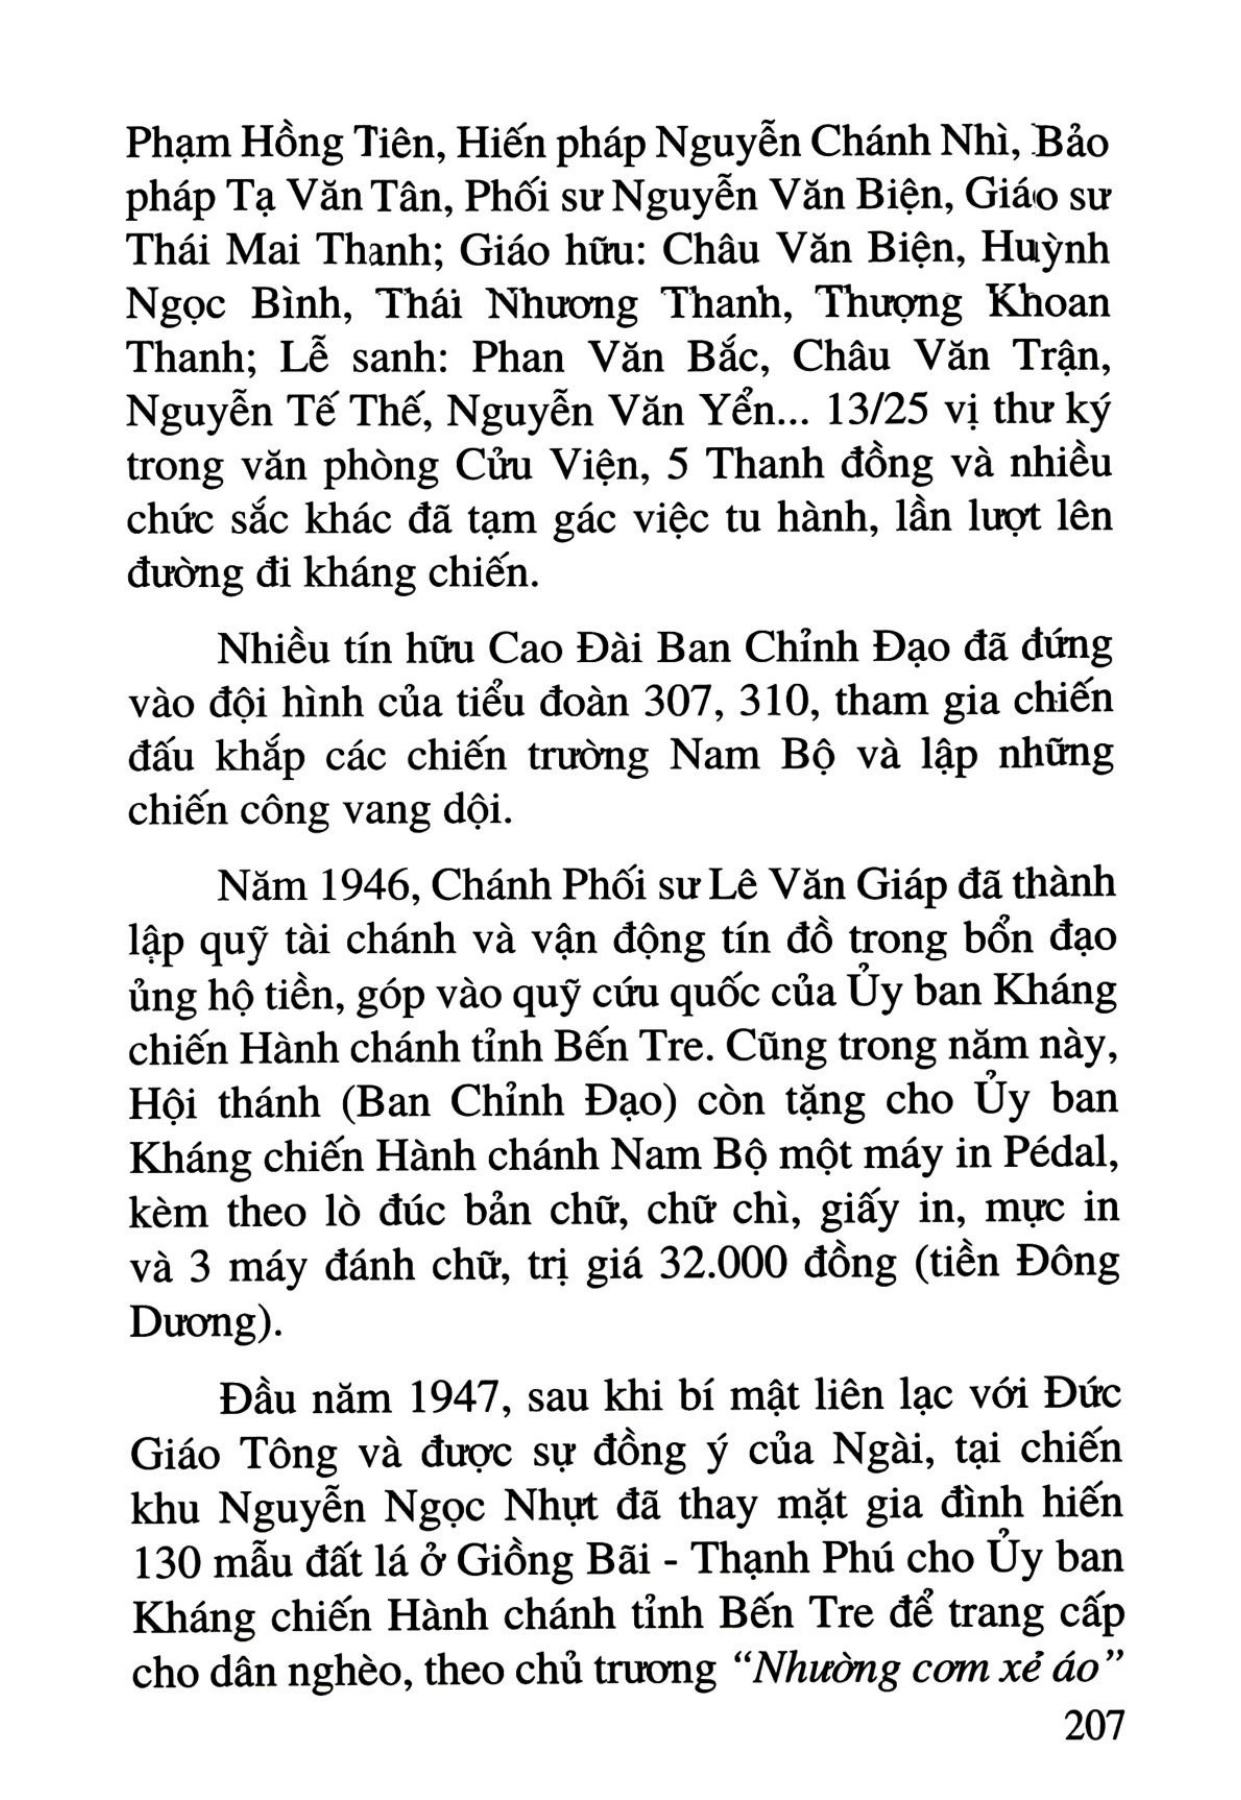 Phạm Hồng Tiên, Hiến pháp Nguyễn Chánh Nhì, Bảo
pháp Tạ Văn Tân, Phối sư Nguyễn Văn Biện, Giáo sư
Thái Mai Thanh; Giáo hữu: Châu Văn Biện, Huỳnh
Ngọc Bình, Thái Nhương Thanh, Thượng Khoan
Thanh; Lễ sanh: Phan Văn Bắc, Châu Văn Trận,
Nguyễn Tế Thế, Nguyễn Văn Yển... 13/25 vị thư ký
trong văn phòng Cửu Viện, 5 Thanh đồng và nhiều
chức sắc khác đã tạm gác việc tu hành, lần lượt lên
đường đi kháng chiến.
Nhiều tín hữu Cao Đài Ban Chỉnh Đạo đã đứng
vào đội hình của tiểu đoàn 307, 310, tham gia chiến
đấu khắp các chiến trường Nam Bộ và lập những
chiến công vang dội.
Năm 1946, Chánh Phối sư Lê Văn Giáp đã thành
lập quỹ tài chánh và vận động tín đồ trong bổn đạo
ủng hộ tiền, góp vào quỹ cứu quốc của Ủy ban Kháng
chiến Hành chánh tỉnh Bến Tre. Cũng trong năm này,
Hội thánh (Ban Chỉnh Đạo) còn tặng cho Ủy ban
Kháng chiến Hành chánh Nam Bộ một máy in Pédal,
kèm theo lò đúc bản chữ, chữ chì, giấy in, mực in
và 3 máy đánh chữ, trị giá 32.000 đồng (tiền Đông
Dương).
Đầu năm 1947, sau khi bí mật liên lạc với Đức
Giáo Tông và được sự đồng ý của Ngài, tại chiến
khu Nguyễn Ngọc Nhựt đã thay mặt gia đình hiến
130 mẫu đất lá ở Giồng Bãi - Thạnh Phú cho Ủy ban
Kháng chiến Hành chánh tỉnh Bến Tre để trang cấp
cho dân nghèo, theo chủ trương “Nhường cơm xẻ áo”
207